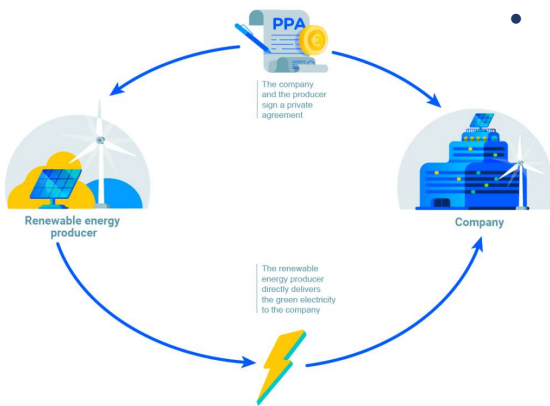 PPA
€
The company
and the producer
sign a private
agreement
Renewable energy
producer
Company
The renewable
energy producer
directly delivers
the green electricity
to the company